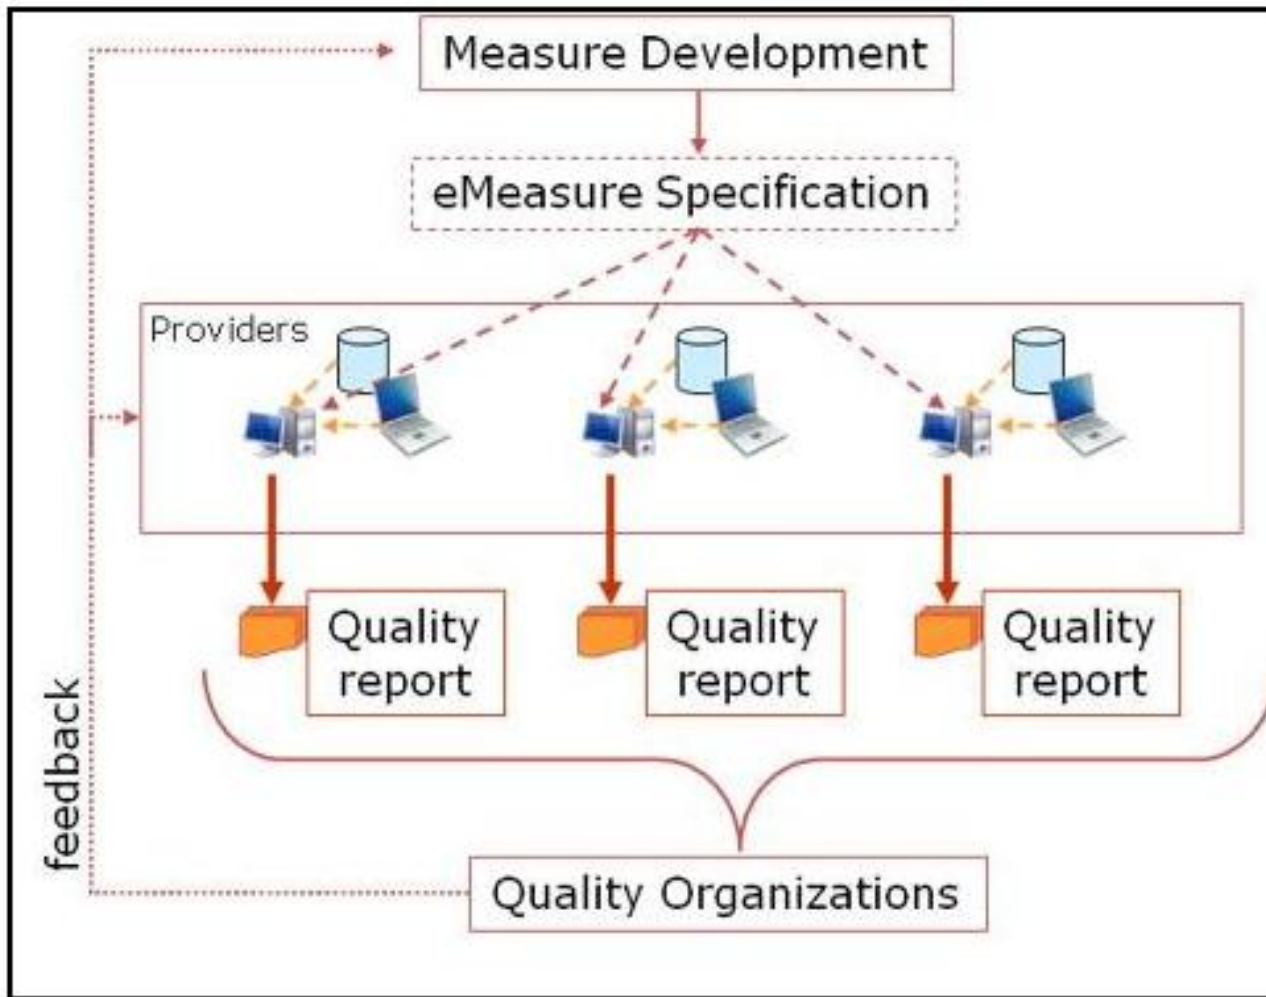 Measure Development
eMeasure Specification
Providers
Quality
report
Quality
report
Quality
report
feedback
Quality Organizations